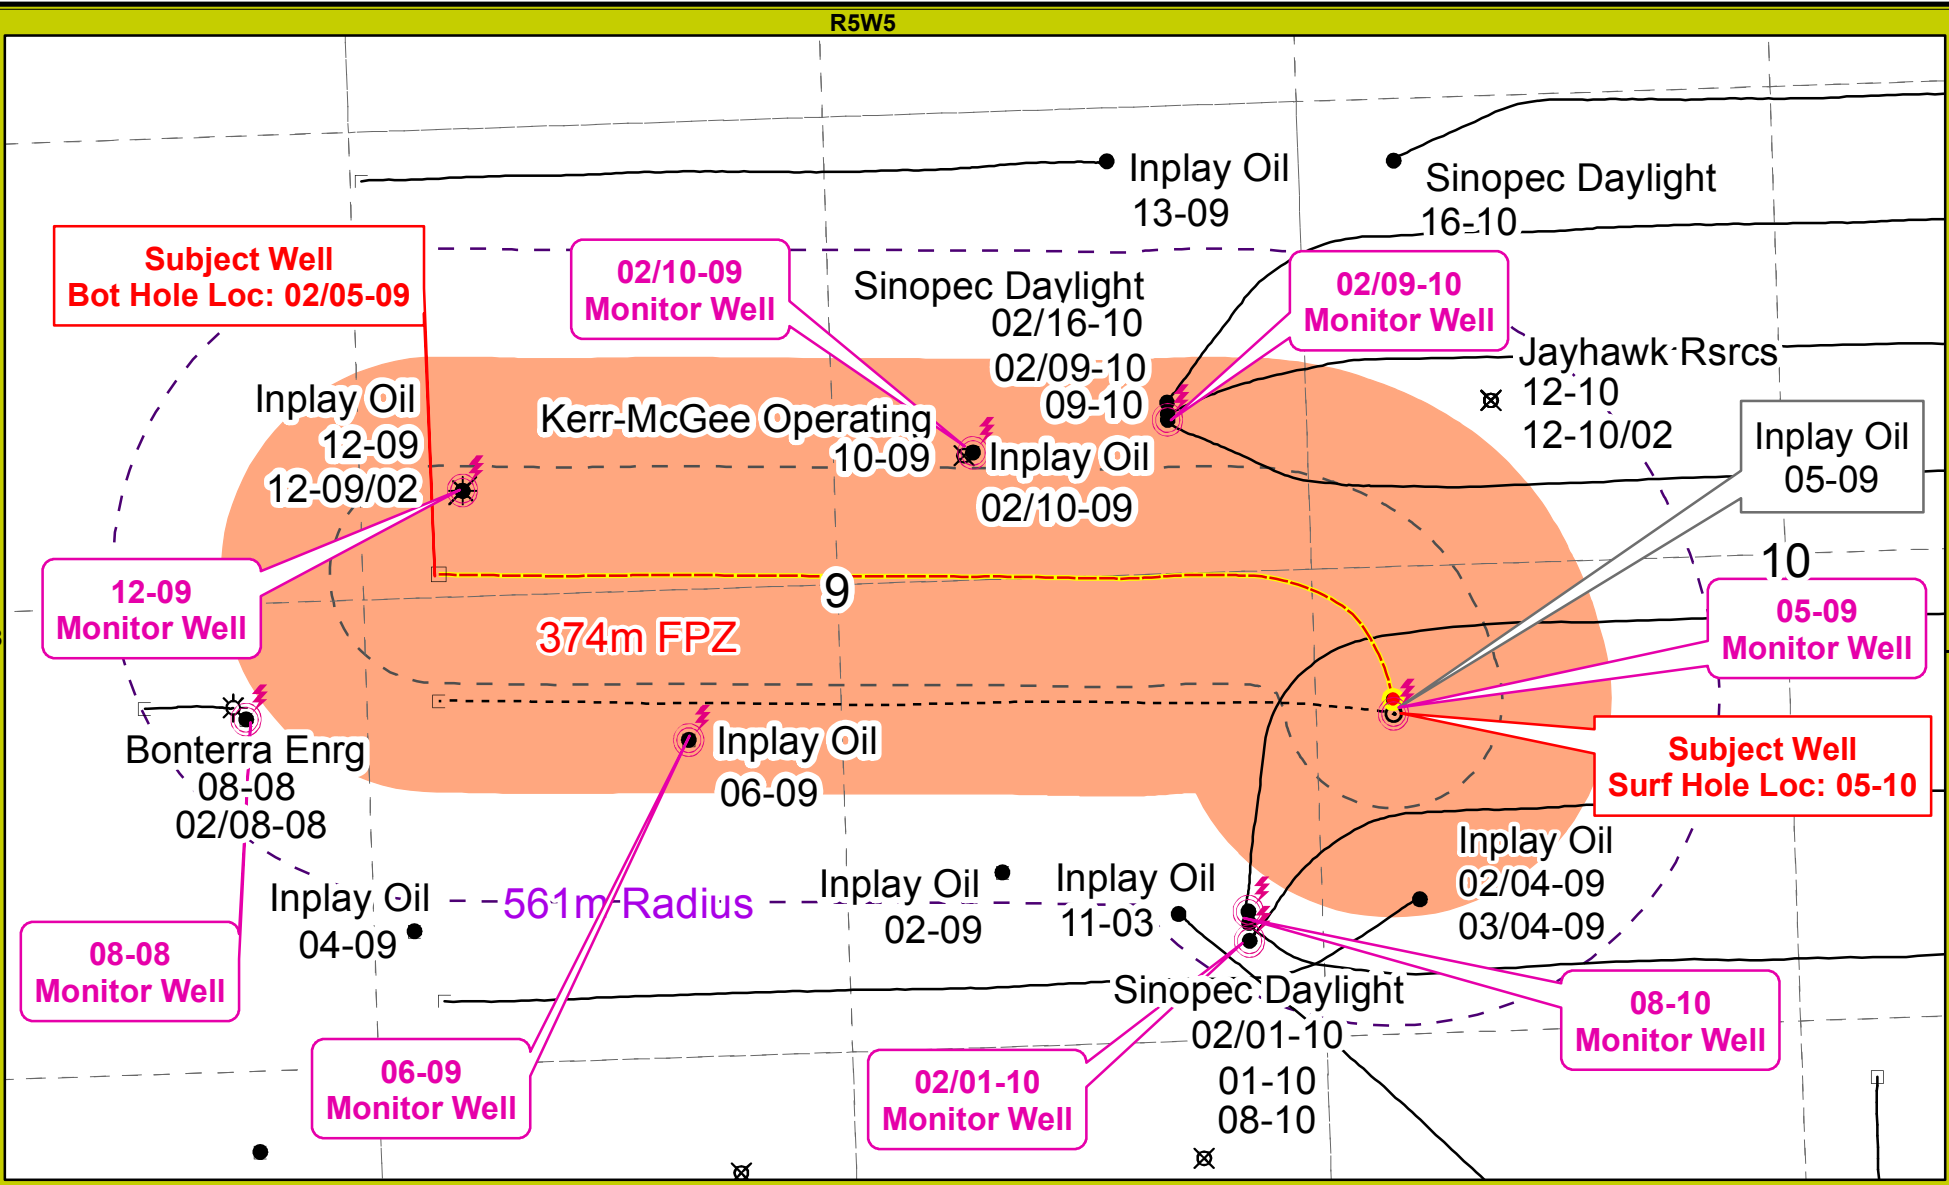 R5W5
Inplay Oil
13-09
Sinopec Daylight
16-10
Subject Well
Bot Hole Loc: 02/05-09
02/10-09
Monitor Well
Sinopec Daylight
02/16-10
02/09-10
09-10
02/09-10
Monitor Well
Jayhawk Rsrcs
12-10
12-10/02
Inplay Oil
12-09
12-09/02
Kerr-McGee Operating
10-09
Inplay Oil
02/10-09
Inplay Oil
05-09
12-09
Monitor Well
9
10
374m FPZ
05-09
Monitor Well
Bonterra Enrg
08-08
02/08-08
Inplay Oil
06-09
Subject Well
Surf Hole Loc: 05-10
Inplay Oil
04-09
561m Radius
Inplay Oil
02-09
Inplay Oil
11-03
Inplay Oil
02/04-09
03/04-09
08-08
Monitor Well
Sinopec Daylight
02/01-10
01-10
08-10
08-10
Monitor Well
06-09
Monitor Well
02/01-10
Monitor Well